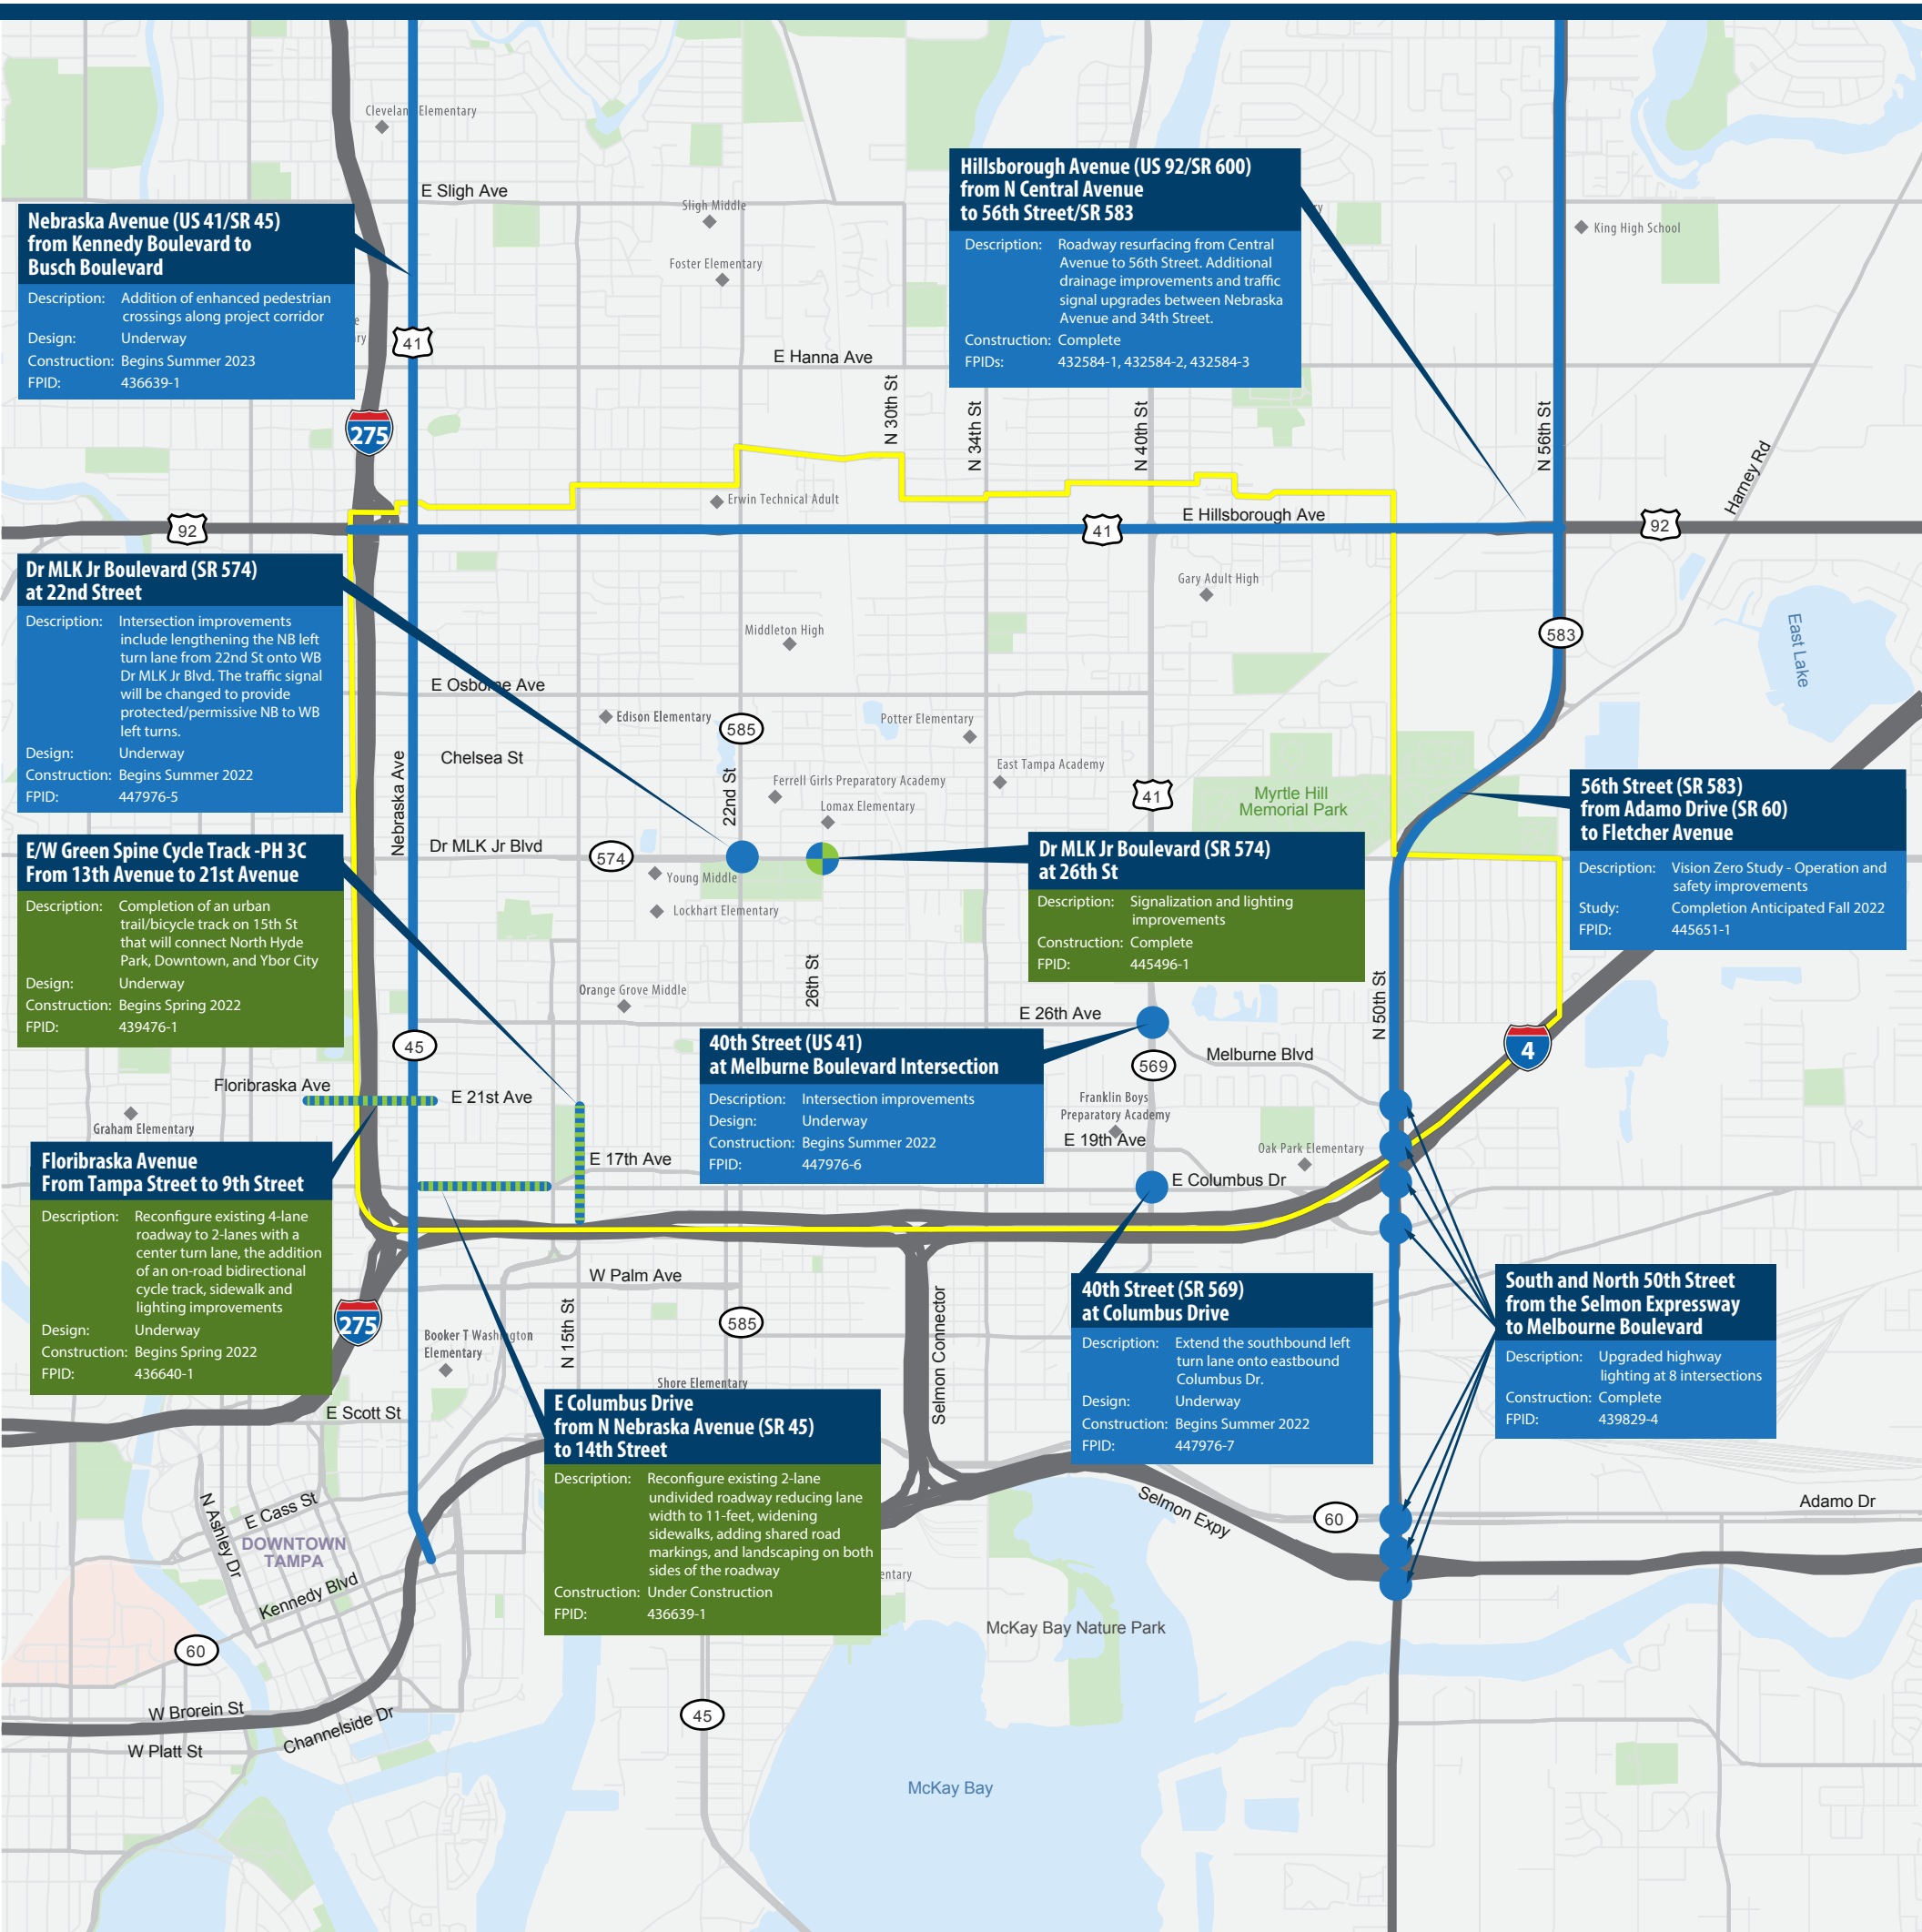 Cleveland Elementary
E Sligh Ave
Sligh Middle
Foster Elementary
King High School
Nebraska Avenue (US 41/SR 45)
from Kennedy Boulevard to
Busch Boulevard
Description: Addition of enhanced pedestrian
crossings along project corridor
Design: Underway
Construction: Begins Summer 2023
FPID: 436639-1
Hillsborough Avenue (US 92/SR 600)
from N Central Avenue
to 56th Street/SR 583
Description: Roadway resurfacing from Central
Avenue to 56th Street. Additional
drainage improvements and traffic
signal upgrades between Nebraska
Avenue and 34th Street.
Construction: Complete
FPIDs: 432584-1, 432584-2, 432584-3
41
E Hanna Ave
275
N 30th St
N 34th St
N 40th St
N 56th St
Harney Rd
Erwin Technical Adult
92
41
E Hillsborough Ave
92
Dr MLK Jr Boulevard (SR 574)
at 22nd Street
Description: Intersection improvements
include lengthening the NB left
turn lane from 22nd St onto WB
Dr MLK Jr Blvd. The traffic signal
will be changed to provide
protected/permissive NB to WB
left turns.
Design: Underway
Construction: Begins Summer 2022
FPID: 447976-5
Gary Adult High
Middleton High
583
East Lake
E Osborne Ave
Edison Elementary
585
Potter Elementary
Nebraska Ave
Chelsea St
22nd St
Ferrell Girls Preparatory Academy
Lomax Elementary
East Tampa Academy
41
Myrtle Hill
Memorial Park
56th Street (SR 583)
from Adamo Drive (SR 60)
to Fletcher Avenue
Description: Vision Zero Study - Operation and
safety improvements
Study: Completion Anticipated Fall 2022
FPID: 445651-1
Dr MLK Jr Blvd
574
Young Middle
Lockhart Elementary
Dr MLK Jr Boulevard (SR 574)
at 26th St
Description: Signalization and lighting
improvements
Construction: Complete
FPID: 445496-1
E/W Green Spine Cycle Track -PH 3C
From 13th Avenue to 21st Avenue
Description: Completion of an urban
trail/bicycle track on 15th St
that will connect North Hyde
Park, Downtown, and Ybor City
Design: Underway
Construction: Begins Spring 2022
FPID: 439476-1
26th St
Orange Grove Middle
N 50th St
E 26th Ave
45
40th Street (US 41)
at Melburne Boulevard Intersection
Description: Intersection improvements
Design: Underway
Construction: Begins Summer 2022
FPID: 447976-6
569
Melburne Blvd
4
Floribraska Ave
E 21st Ave
Graham Elementary
Franklin Boys
Preparatory Academy
E 19th Ave
Oak Park Elementary
E 17th Ave
E Columbus Dr
Floribraska Avenue
From Tampa Street to 9th Street
Description: Reconfigure existing 4-lane
roadway to 2-lanes with a
center turn lane, the addition
of an on-road bidirectional
cycle track, sidewalk and
lighting improvements
Design: Underway
Construction: Begins Spring 2022
FPID: 436640-1
275
W Palm Ave
585
N 15th St
Selmon Connector
Booker T Washington
Elementary
Shore Elementary
E Scott St
40th Street (SR 569)
at Columbus Drive
Description: Extend the southbound left
turn lane onto eastbound
Columbus Dr.
Design: Underway
Construction: Begins Summer 2022
FPID: 447976-7
South and North 50th Street
from the Selmon Expressway
to Melbourne Boulevard
Description: Upgraded highway
lighting at 8 intersections
Construction: Complete
FPID: 439829-4
E Columbus Drive
from N Nebraska Avenue (SR 45)
to 14th Street
Description: Reconfigure existing 2-lane
undivided roadway reducing lane
width to 11-feet, widening
sidewalks, adding shared road
markings, and landscaping on both
sides of the roadway
Construction: Under Construction
FPID: 436639-1
N Ashley Dr
E Cass St
DOWNTOWN
TAMPA
Kennedy Blvd
Selmon Expy
60
Adamo Dr
60
McKay Bay Nature Park
W Brorein St
W Platt St
Channelside Dr
45
McKay Bay